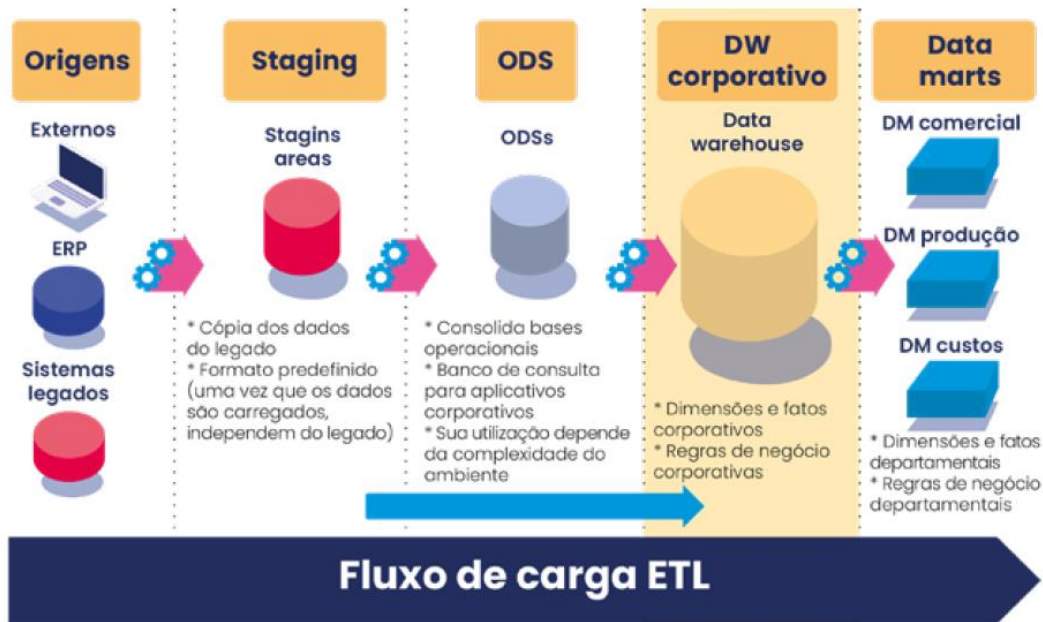 Origens
Externos
ERP
Sistemas
legados
Staging
Stagins
areas
* Cópia dos dados
do legado
* Formato predefinido
(uma vez que os dados
são carregados,
independem do legado)
ODS
ODSs
* Consolida bases
operacionais
* Banco de consulta
para aplicativos
corporativos
* Sua utilização depende
da complexidade do
ambiente
DW
corporativo
Data
warehouse
* Dimensões e fatos
corporativos
* Regras de negócio
corporativas
Data
marts
DM comercial
DM produção
DM custos
* Dimensões e fatos
departamentais
* Regras de negócio
departamentais
Fluxo de carga ETL